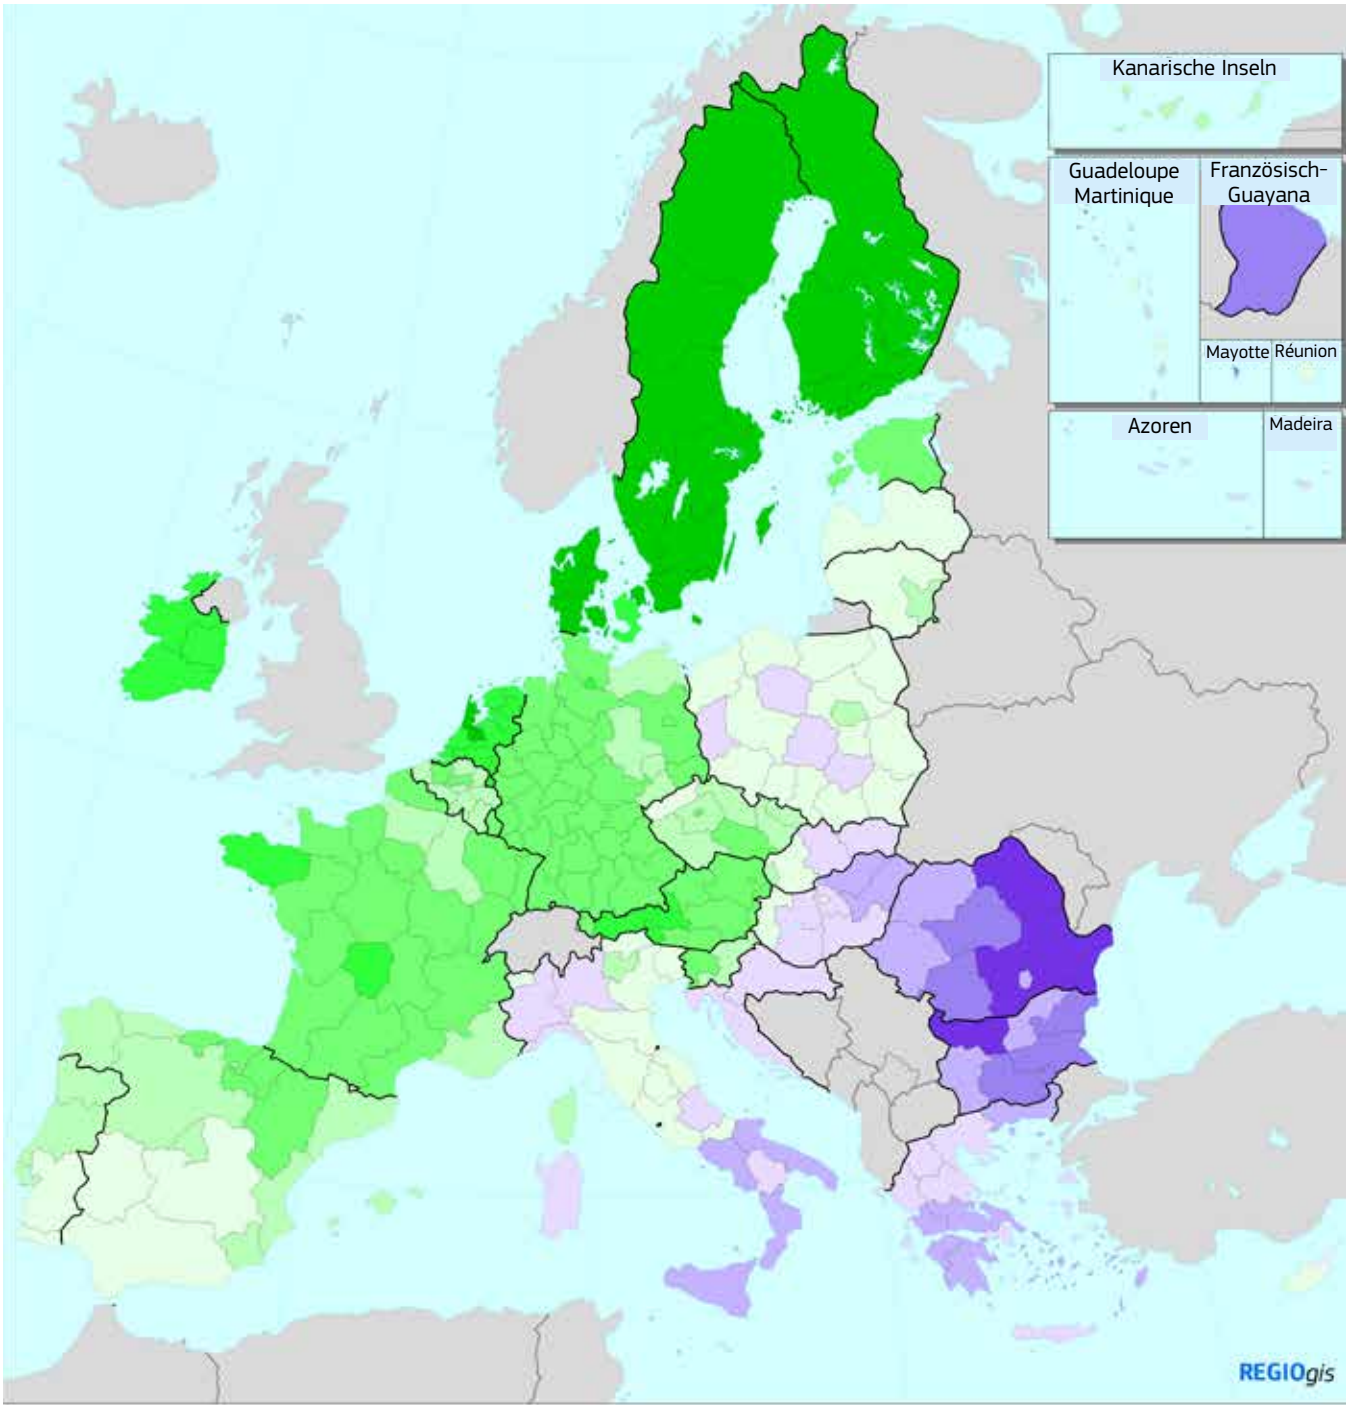 Kanarische Inseln
Guadeloupe
Martinique
Französisch-
Guayana
Mayotte
Réunion
Azoren
Madeira
REGIOgis